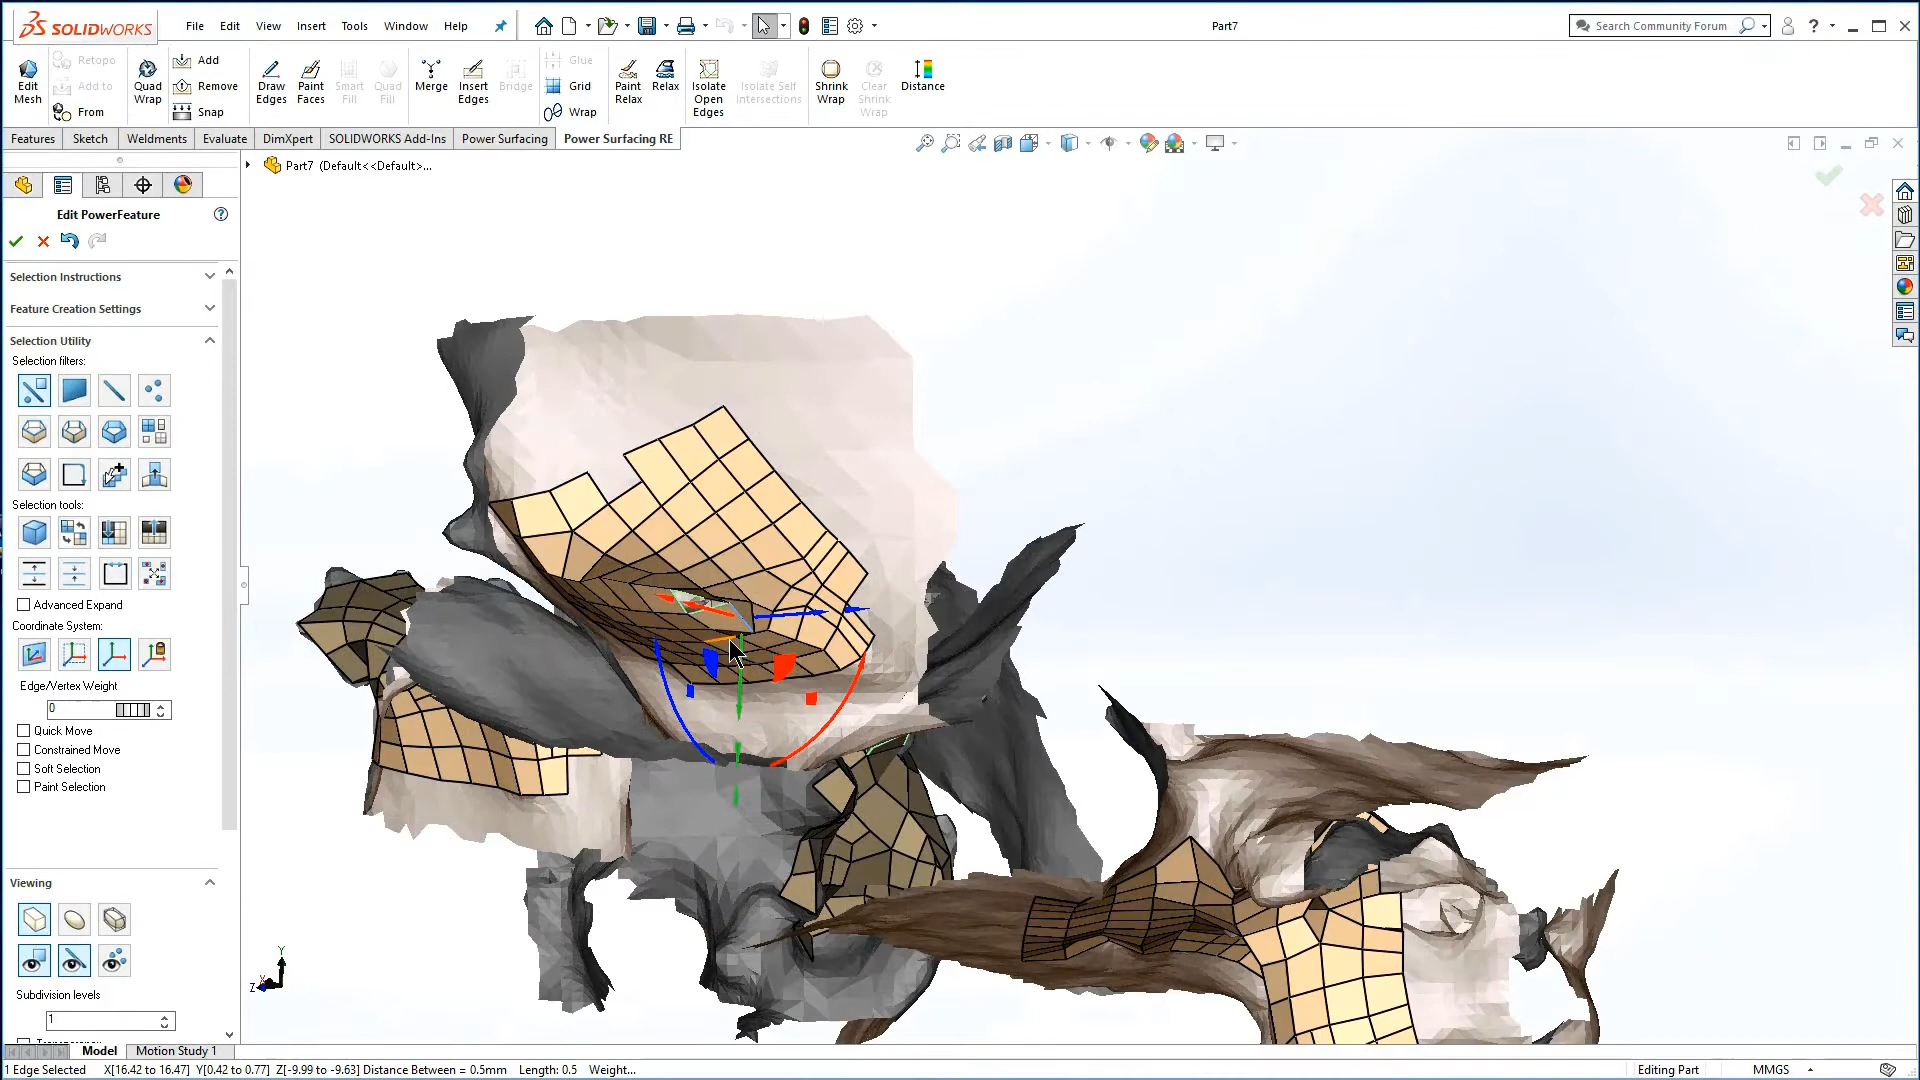 SOLIDWORKS
File Edit View Insert Tools Window Help
Part7
Search Community Forum
?
Edit Mesh
Retopo
Add to
From
Quad Wrap
Add
Remove
Snap
Draw Edges
Paint Faces
Smart Fill
Quad Fill
Merge
Insert Edges
Bridge
Glue
Grid
Wrap
Paint Relax
Relax
Isolate Open Edges
Isolate Self Intersections
Shrink Wrap
Clear Shrink Wrap
Distance
Features Sketch Weldments Evaluate DimXpert SOLIDWORKS Add-Ins Power Surfacing Power Surfacing RE
Part7 (Default<<Default>...
Edit PowerFeature
?
Selection Instructions
Feature Creation Settings
Selection Utility
Selection filters:
Selection tools:
Advanced Expand
Coordinate System:
Edge/Vertex Weight
0
Quick Move
Constrained Move
Soft Selection
Paint Selection
Viewing
Subdivision levels
1
Y
Z
Model Motion Study 1
1 Edge Selected X[16.42 to 16.47] Y[0.42 to 0.77] Z[-9.99 to -9.63] Distance Between = 0.5mm Length: 0.5 Weight...
Editing Part
MMGS